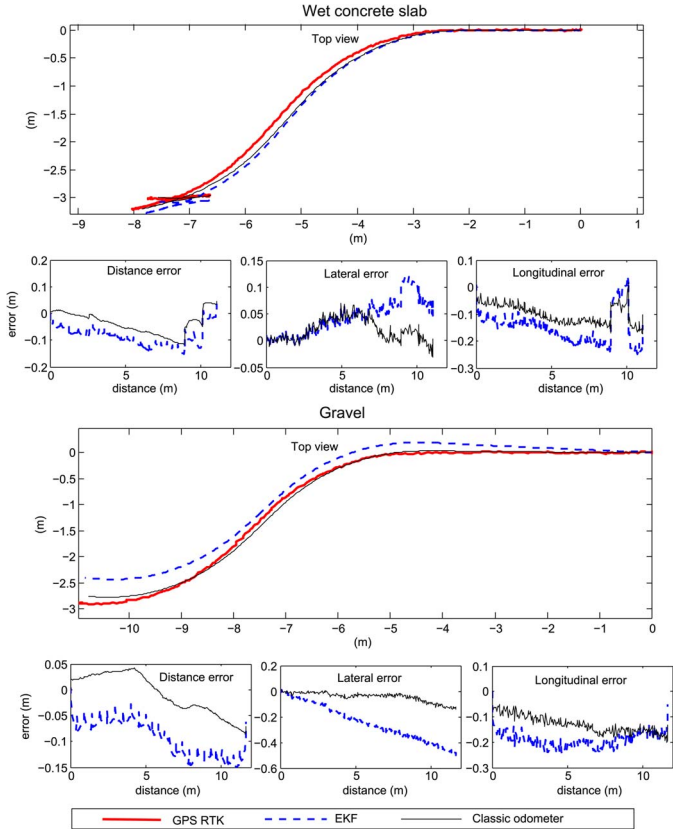 Wet concrete slab
Top view
0
−0.5
−1
−1.5
−2
−2.5
−3
(m)
−9 −8 −7 −6 −5 −4 −3 −2 −1 0 1
(m)
Distance error
0.2
0.1
0
−0.1
−0.2
error (m)
0 5 10
distance (m)
Lateral error
0.15
0.1
0.05
0
−0.05
0 5 10
distance (m)
Longitudinal error
0.1
0
−0.1
−0.2
−0.3
0 5 10
distance (m)
Gravel
Top view
0
−0.5
−1
−1.5
−2
−2.5
−3
(m)
−10 −9 −8 −7 −6 −5 −4 −3 −2 −1 0
(m)
Distance error
0.05
0
−0.05
−0.1
−0.15
error (m)
0 5 10
distance (m)
Lateral error
0.2
0
−0.2
−0.4
−0.6
0 5 10
distance (m)
Longitudinal error
0.1
0
−0.1
−0.2
−0.3
0 5 10
distance (m)
GPS RTK EKF Classic odometer